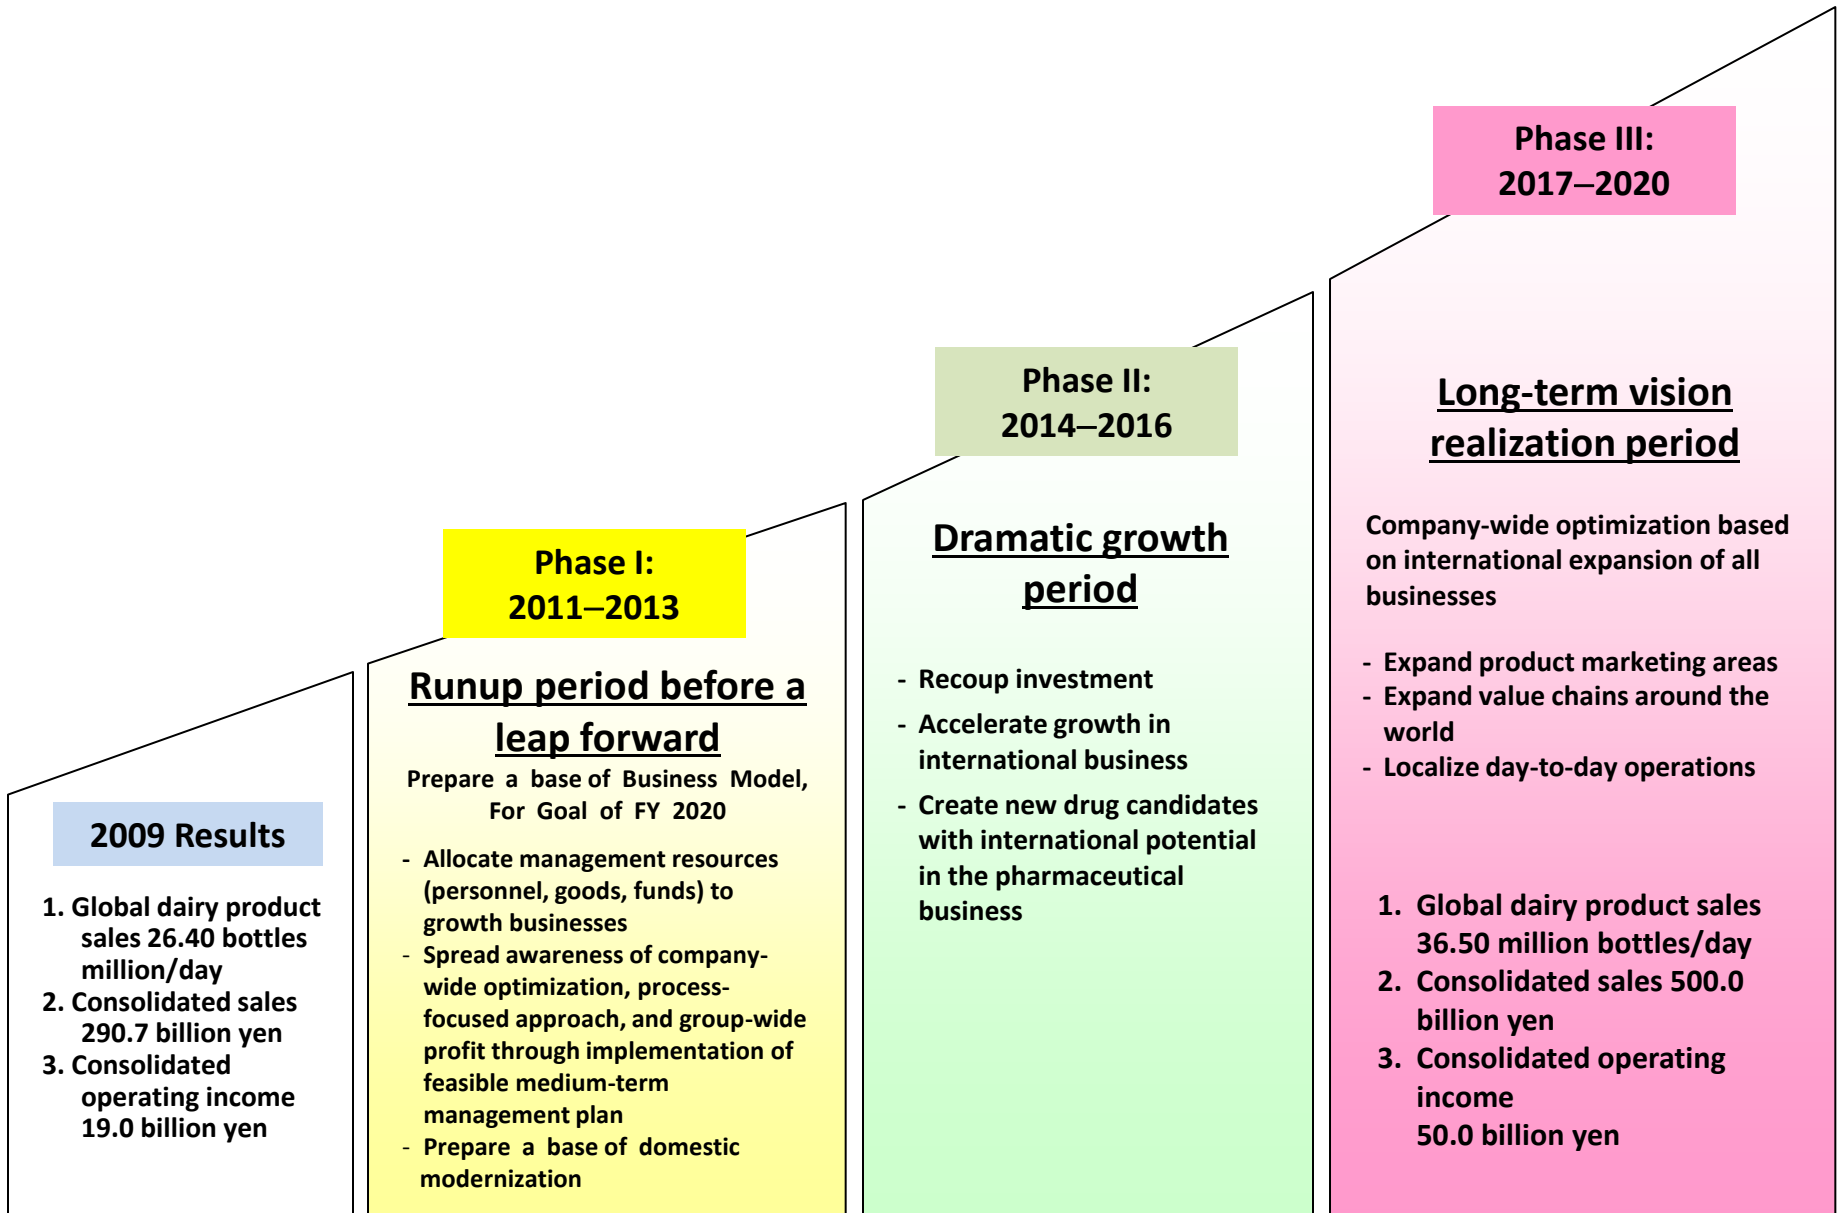 2009 Results
1. Global dairy product
sales 26.40 bottles
million/day
2. Consolidated sales
290.7 billion yen
3. Consolidated
operating income
19.0 billion yen
Phase I:
2011–2013
Runup period before a
leap forward
Prepare a base of Business Model,
For Goal of FY 2020
- Allocate management resources
(personnel, goods, funds) to
growth businesses
- Spread awareness of company-
wide optimization, process-
focused approach, and group-wide
profit through implementation of
feasible medium-term
management plan
- Prepare a base of domestic
modernization
Phase II:
2014–2016
Dramatic growth
period
- Recoup investment
- Accelerate growth in
international business
- Create new drug candidates
with international potential
in the pharmaceutical
business
Phase III:
2017–2020
Long-term vision
realization period
Company-wide optimization based
on international expansion of all
businesses
- Expand product marketing areas
- Expand value chains around the
world
- Localize day-to-day operations
1. Global dairy product sales
36.50 million bottles/day
2. Consolidated sales 500.0
billion yen
3. Consolidated operating
income
50.0 billion yen